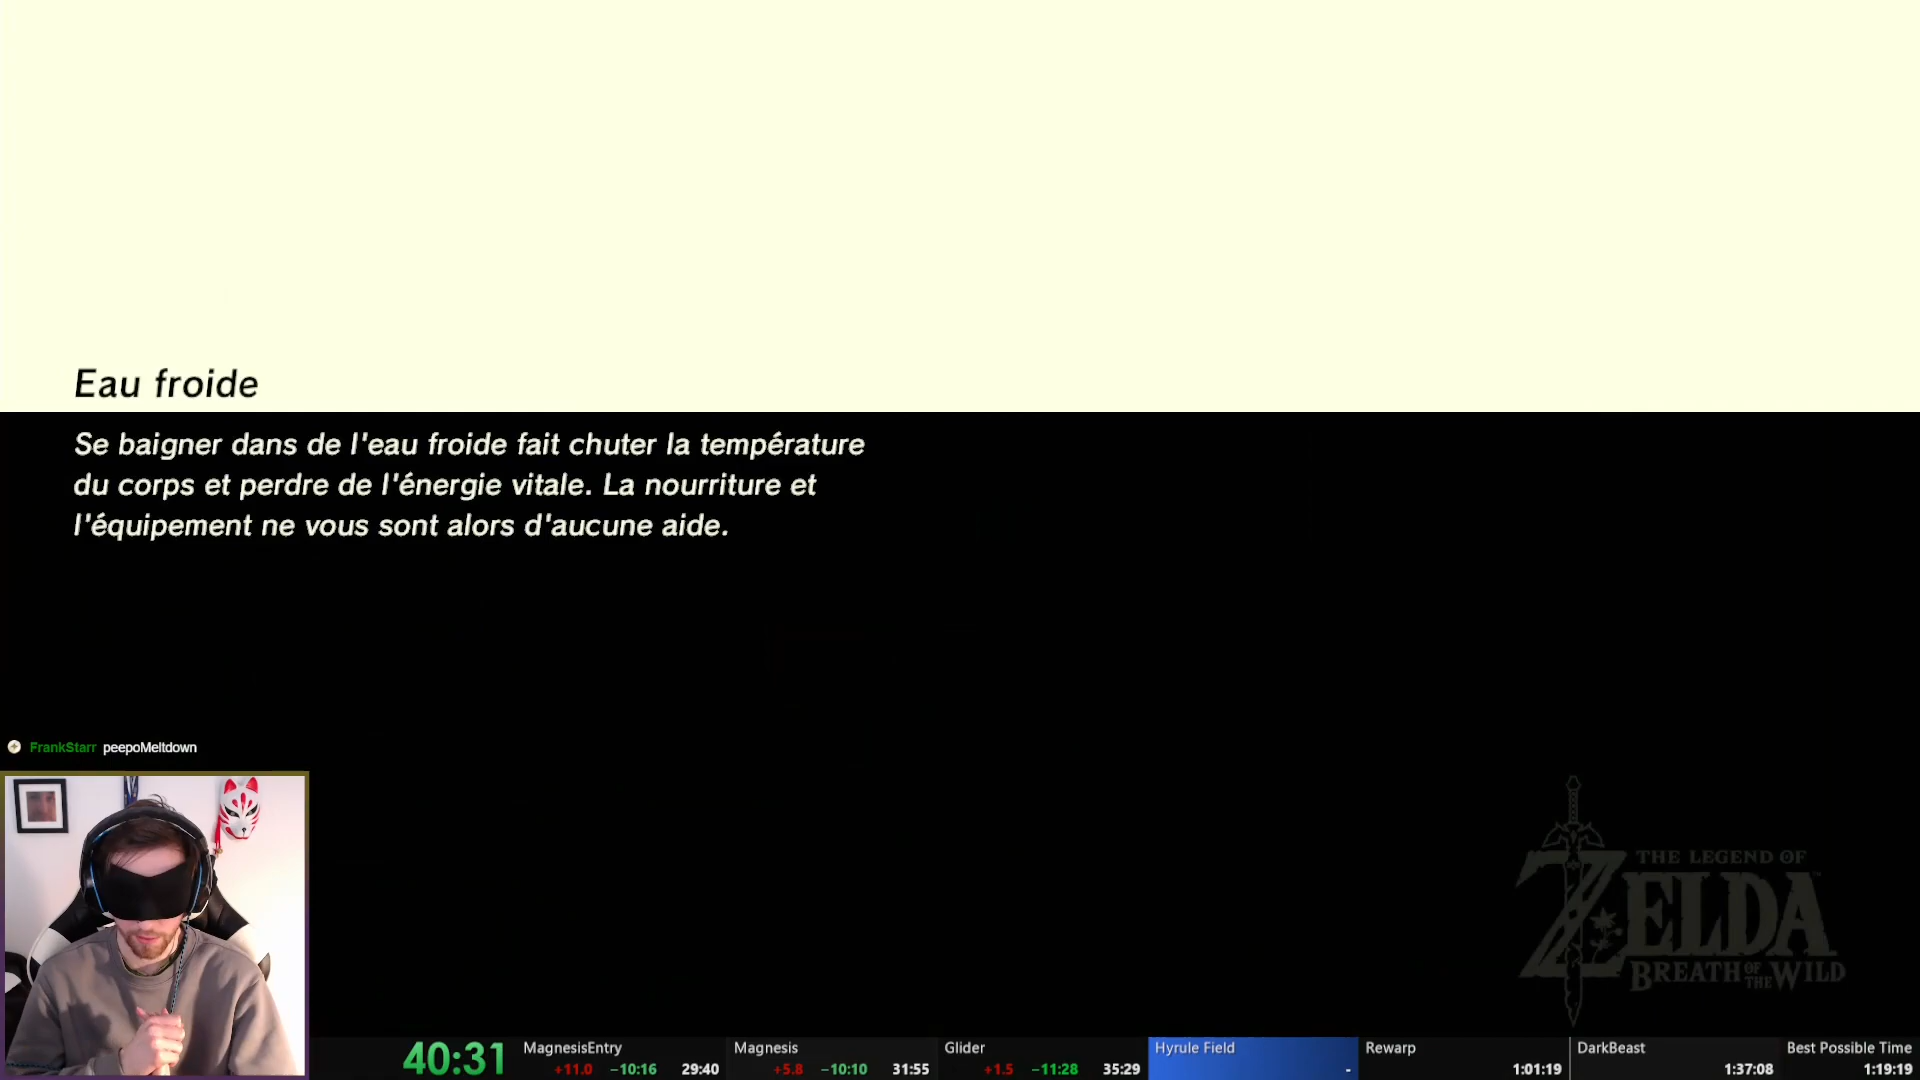 Eau froide
Se baigner dans de l'eau froide fait chuter la température
du corps et perdre de l'énergie vitale. La nourriture et
l'équipement ne vous sont alors d'aucune aide.
FrankStarr peepoMeltdown
THE LEGEND OF
ZELDA
BREATH OF THE WILD
40:31
MagnesisEntry
+11.0 −10:16 29:40
Magnesis
+5.8 −10:10 31:55
Glider
+1.5 −11:28 35:29
Hyrule Field
-
Rewarp
1:01:19
DarkBeast
1:37:08
Best Possible Time
1:19:19